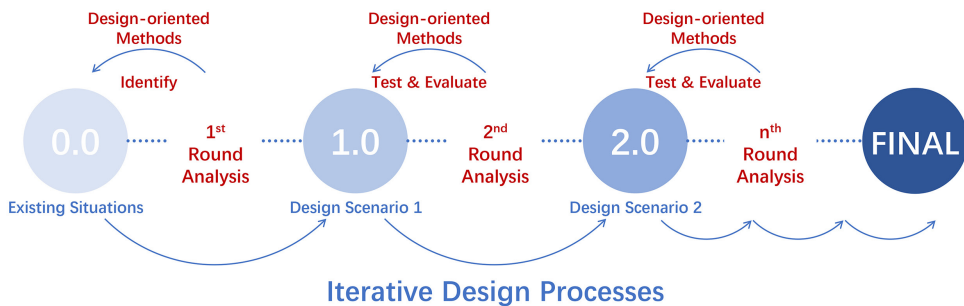 Design-oriented
Methods
Design-oriented
Methods
Design-oriented
Methods
Identify
Test & Evaluate
Test & Evaluate
0.0
1st
Round
Analysis
1.0
2nd
Round
Analysis
2.0
nth
Round
Analysis
FINAL
Existing Situations
Design Scenario 1
Design Scenario 2
Iterative Design Processes